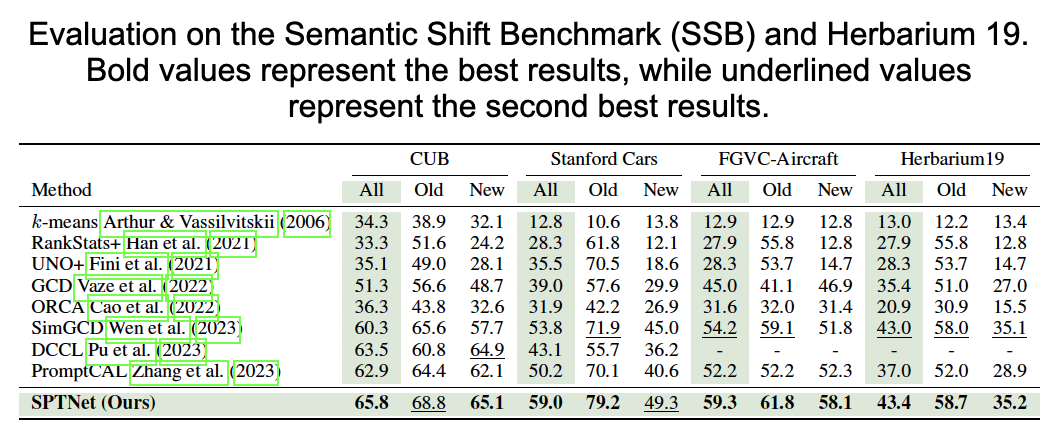 Evaluation on the Semantic Shift Benchmark (SSB) and Herbarium 19.
Bold values represent the best results, while underlined values
represent the second best results.
CUB Stanford Cars FGVC-Aircraft Herbarium19
Method All Old New All Old New All Old New All Old New
k-means Arthur & Vassilvitskii (2006) 34.3 38.9 32.1 12.8 10.6 13.8 12.9 12.9 12.8 13.0 12.2 13.4
RankStats+ Han et al. (2021) 33.3 51.6 24.2 28.3 61.8 12.1 27.9 55.8 12.8 27.9 55.8 12.8
UNO+ Fini et al. (2021) 35.1 49.0 28.1 35.5 70.5 18.6 28.3 53.7 14.7 28.3 53.7 14.7
GCD Vaze et al. (2022) 51.3 56.6 48.7 39.0 57.6 29.9 45.0 41.1 46.9 35.4 51.0 27.0
ORCA Cao et al. (2022) 36.3 43.8 32.6 31.9 42.2 26.9 31.6 32.0 31.4 20.9 30.9 15.5
SimGCD Wen et al. (2023) 60.3 65.6 57.7 53.8 71.9 45.0 54.2 59.1 51.8 43.0 58.0 35.1
DCCL Pu et al. (2023) 63.5 60.8 64.9 43.1 55.7 36.2 - - - - - -
PromptCAL Zhang et al. (2023) 62.9 64.4 62.1 50.2 70.1 40.6 52.2 52.2 52.3 37.0 52.0 28.9
SPTNet (Ours) 65.8 68.8 65.1 59.0 79.2 49.3 59.3 61.8 58.1 43.4 58.7 35.2